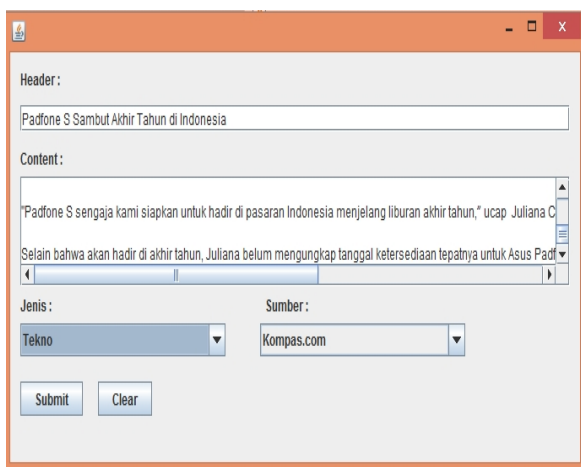 Header :
Padfone S Sambut Akhir Tahun di Indonesia
Content :
"Padfone S sengaja kami siapkan untuk hadir di pasaran Indonesia menjelang liburan akhir tahun," ucap Juliana C
Selain bahwa akan hadir di akhir tahun, Juliana belum mengungkap tanggal ketersediaan tepatnya untuk Asus Padf
Jenis : Sumber :
Tekno Kompas.com
Submit Clear